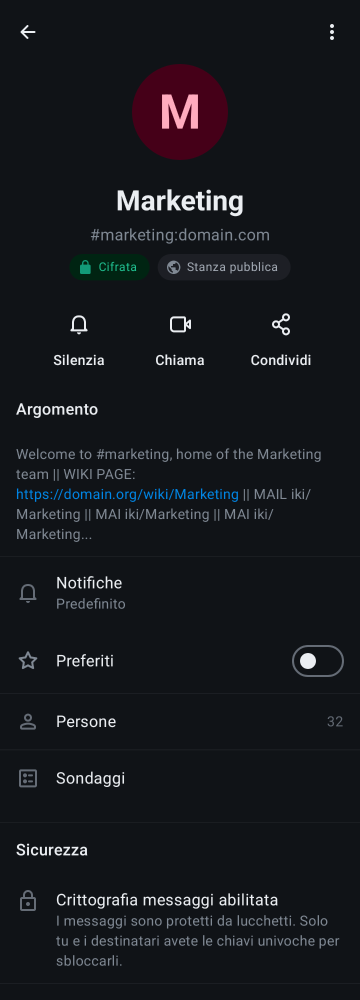 M
Marketing
#marketing:domain.com
Cifrata Stanza pubblica
Silenzia Chiama Condividi
Argomento
Welcome to #marketing, home of the Marketing
team || WIKI PAGE:
https://domain.org/wiki/Marketing || MAIL iki/
Marketing || MAI iki/Marketing || MAI iki/
Marketing...
Notifiche
Predefinito
Preferiti
Persone 32
Sondaggi
Sicurezza
Crittografia messaggi abilitata
I messaggi sono protetti da lucchetti. Solo
tu e i destinatari avete le chiavi univoche per
sbloccarli.